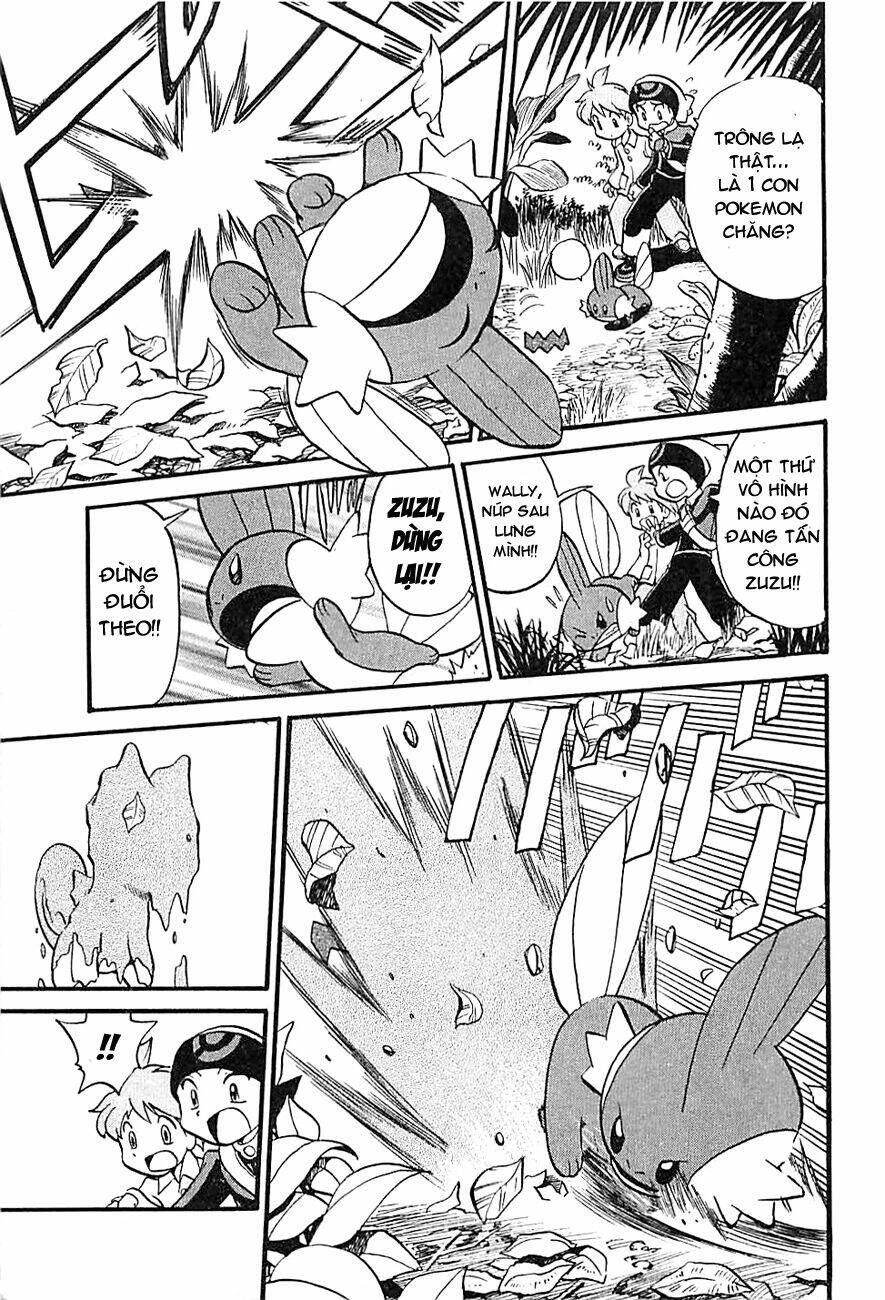 TRÔNG LẠ
THẬT...
LÀ 1 CON
POKEMON
CHĂNG?
MỘT THỨ
VÔ HÌNH
NÀO ĐÓ
ĐANG TẤN
CÔNG
ZUZU!!
WALLY,
NÚP SAU
LƯNG
MÌNH!!
ZUZU,
DỪNG
LẠI!!
ĐỪNG
ĐUỔI
THEO!!
!!